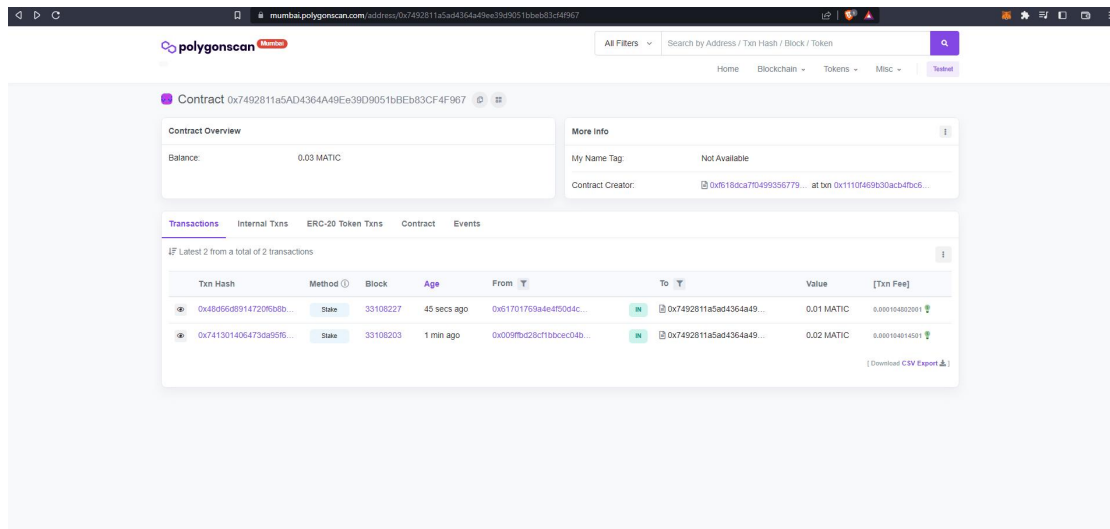 mumbai.polygonscan.com/address/0x7492811a5ad4364a49ee39d9051bbeb83cf4f967
polygonscan Mumbai
All Filters Search by Address / Txn Hash / Block / Token
Home Blockchain Tokens Misc Testnet
Contract 0x7492811a5AD4364A49Ee39D9051bBEb83CF4F967
Contract Overview
Balance: 0.03 MATIC
More Info
My Name Tag: Not Available
Contract Creator: 0xf618dca7f0499356779... at txn 0x1110f469b30acb4fbc6...
Transactions Internal Txns ERC-20 Token Txns Contract Events
Latest 2 from a total of 2 transactions
Txn Hash Method Block Age From To Value [Txn Fee]
0x48d66d8914720f6b8b... Stake 33108227 45 secs ago 0x61701769a4e4f50d4c... IN 0x7492811a5ad4364a49... 0.01 MATIC 0.000104802001
0x741301406473da95f6... Stake 33108203 1 min ago 0x009ffbd28cf1bbcec04b... IN 0x7492811a5ad4364a49... 0.02 MATIC 0.000104014501
[ Download CSV Export ]